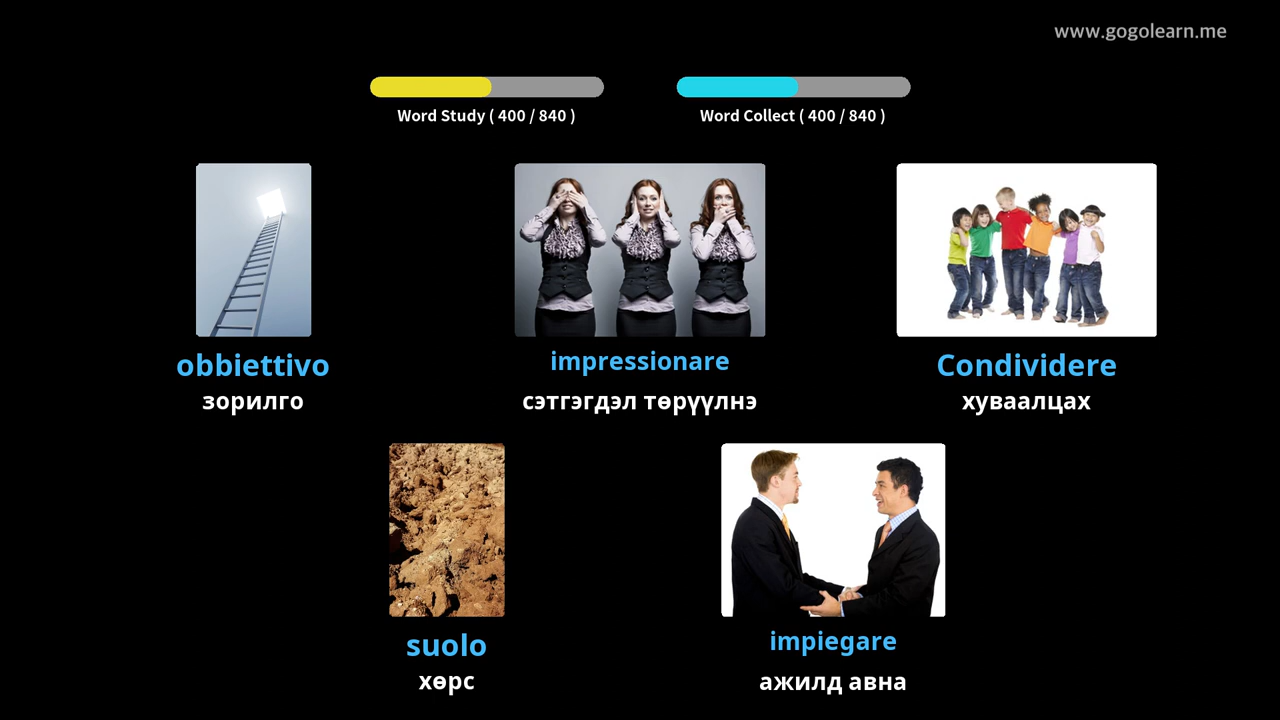 www.gogolearn.me
Word Study ( 400 / 840 )
Word Collect ( 400 / 840 )
obbiettivo
зорилго
impressionare
сэтгэгдэл төрүүлнэ
Condividere
хуваалцах
suolo
хөрс
impiegare
ажилд авна